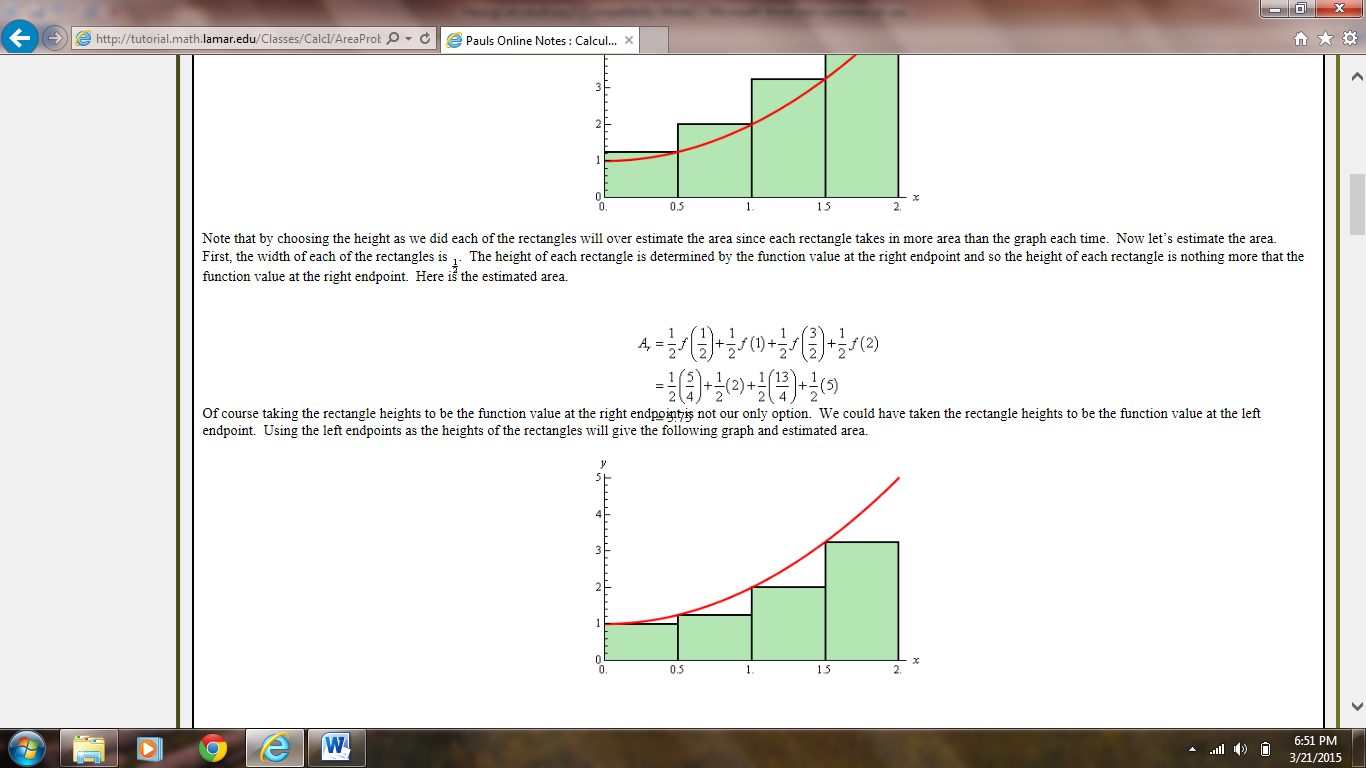 http://tutorial.math.lamar.edu/Classes/CalcI/AreaProt
Pauls Online Notes : Calcul...
3
2
1
0
0. 0.5 1. 1.5 2. x
Note that by choosing the height as we did each of the rectangles will over estimate the area since each rectangle takes in more area than the graph each time. Now let's estimate the area.
First, the width of each of the rectangles is 1/2. The height of each rectangle is determined by the function value at the right endpoint and so the height of each rectangle is nothing more that the
function value at the right endpoint. Here is the estimated area.
A_r = 1/2 f(1/2) + 1/2 f(1) + 1/2 f(3/2) + 1/2 f(2)
= 1/2 (5/4) + 1/2 (2) + 1/2 (13/4) + 1/2 (5)
= 5.75
Of course taking the rectangle heights to be the function value at the right endpoint is not our only option. We could have taken the rectangle heights to be the function value at the left
endpoint. Using the left endpoints as the heights of the rectangles will give the following graph and estimated area.
y
5
4
3
2
1
0
0. 0.5 1. 1.5 2. x
6:51 PM
3/21/2015